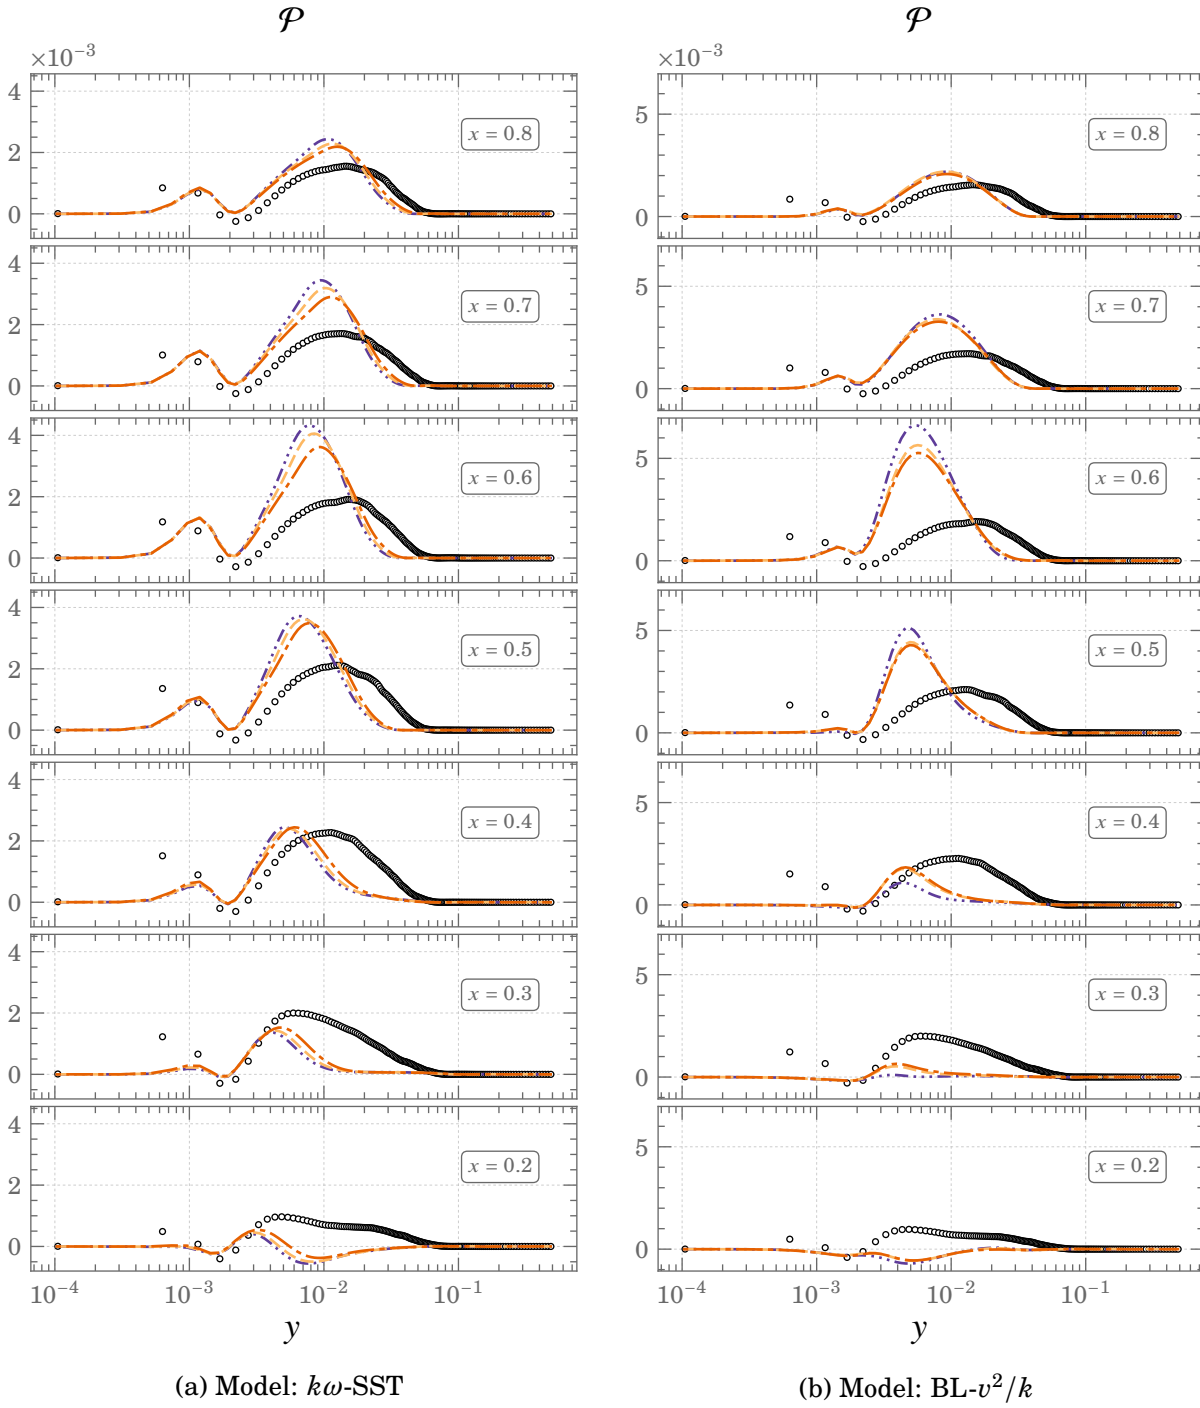 𝒫
×10⁻³
4
2
0
x = 0.8
4
2
0
x = 0.7
4
2
0
x = 0.6
4
2
0
x = 0.5
4
2
0
x = 0.4
4
2
0
x = 0.3
4
2
0
x = 0.2
10⁻⁴ 10⁻³ 10⁻² 10⁻¹
y
(a) Model: kω-SST
𝒫
×10⁻³
5
0
x = 0.8
5
0
x = 0.7
5
0
x = 0.6
5
0
x = 0.5
5
0
x = 0.4
5
0
x = 0.3
5
0
x = 0.2
10⁻⁴ 10⁻³ 10⁻² 10⁻¹
y
(b) Model: BL-v²/k